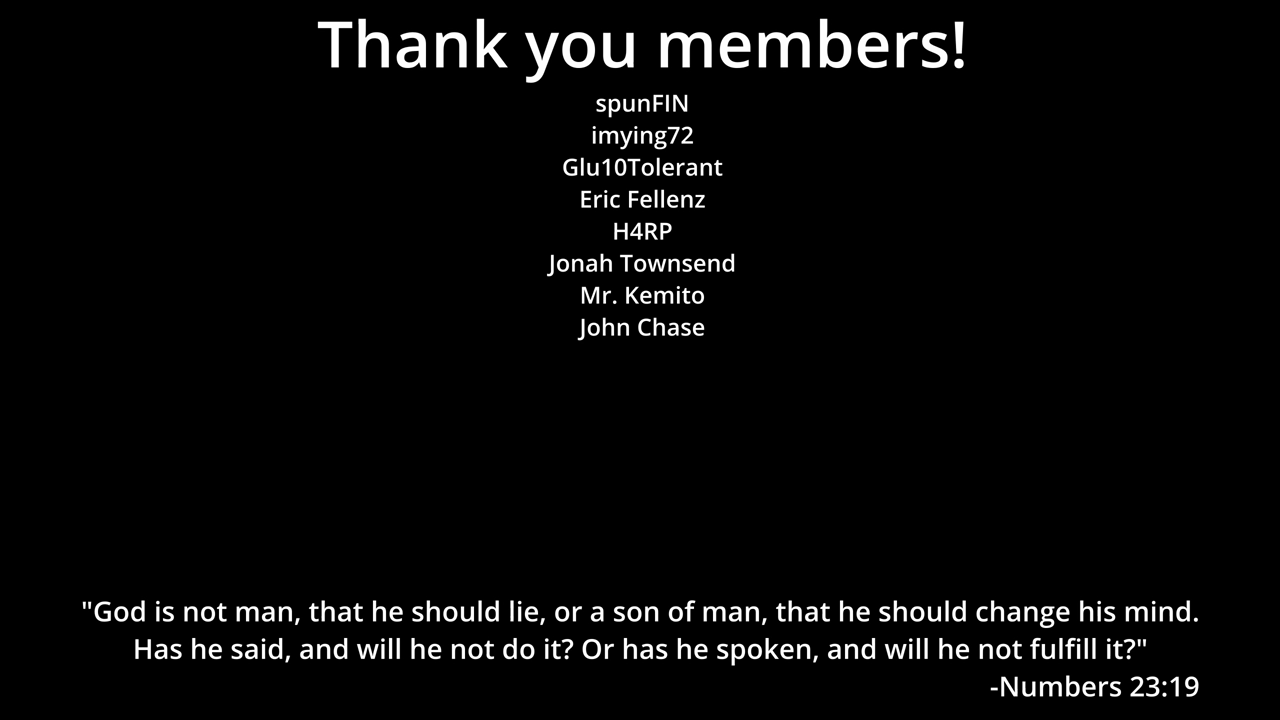 Thank you members!
spunFIN
imying72
Glu10Tolerant
Eric Fellenz
H4RP
Jonah Townsend
Mr. Kemito
John Chase
"God is not man, that he should lie, or a son of man, that he should change his mind.
Has he said, and will he not do it? Or has he spoken, and will he not fulfill it?"
-Numbers 23:19